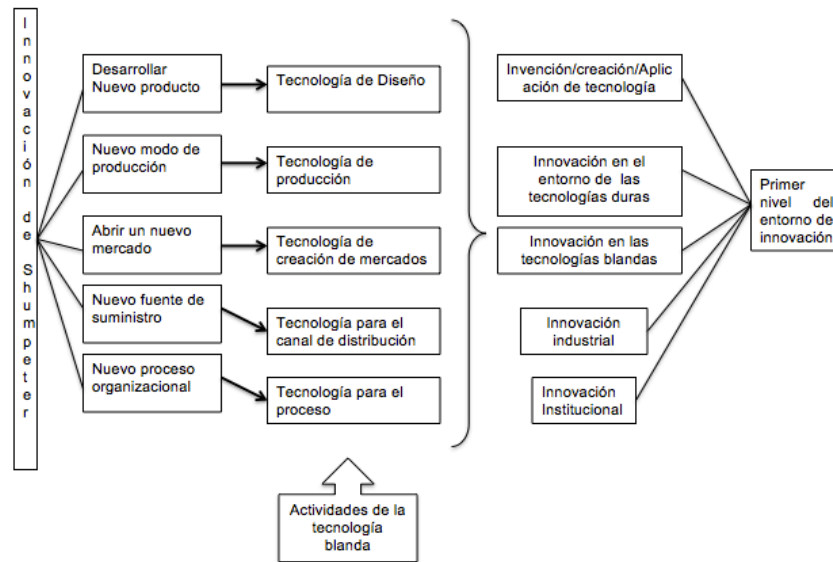 Innovación de Shumpeter
Desarrollar
Nuevo producto
Tecnología de Diseño
Nuevo modo de
producción
Tecnología de
producción
Abrir un nuevo
mercado
Tecnología de
creación de mercados
Nuevo fuente de
suministro
Tecnología para el
canal de distribución
Nuevo proceso
organizacional
Tecnología para el
proceso
Actividades de la
tecnología
blanda
Invención/creación/Aplic
ación de tecnología
Innovación en el
entorno de las
tecnologías duras
Innovación en las
tecnologías blandas
Innovación
industrial
Innovación
Institucional
Primer
nivel del
entorno de
innovación